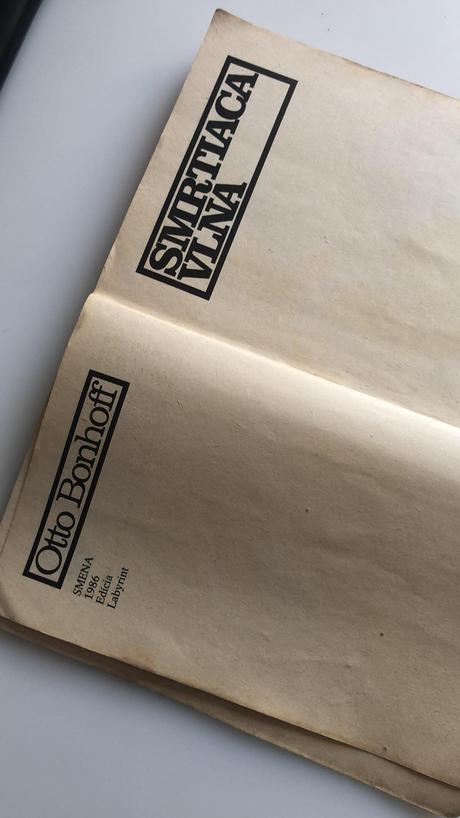 Otto Bonhoff
SMENA
1986
Edícia
Labyrint
SMRTIACA
VLNA